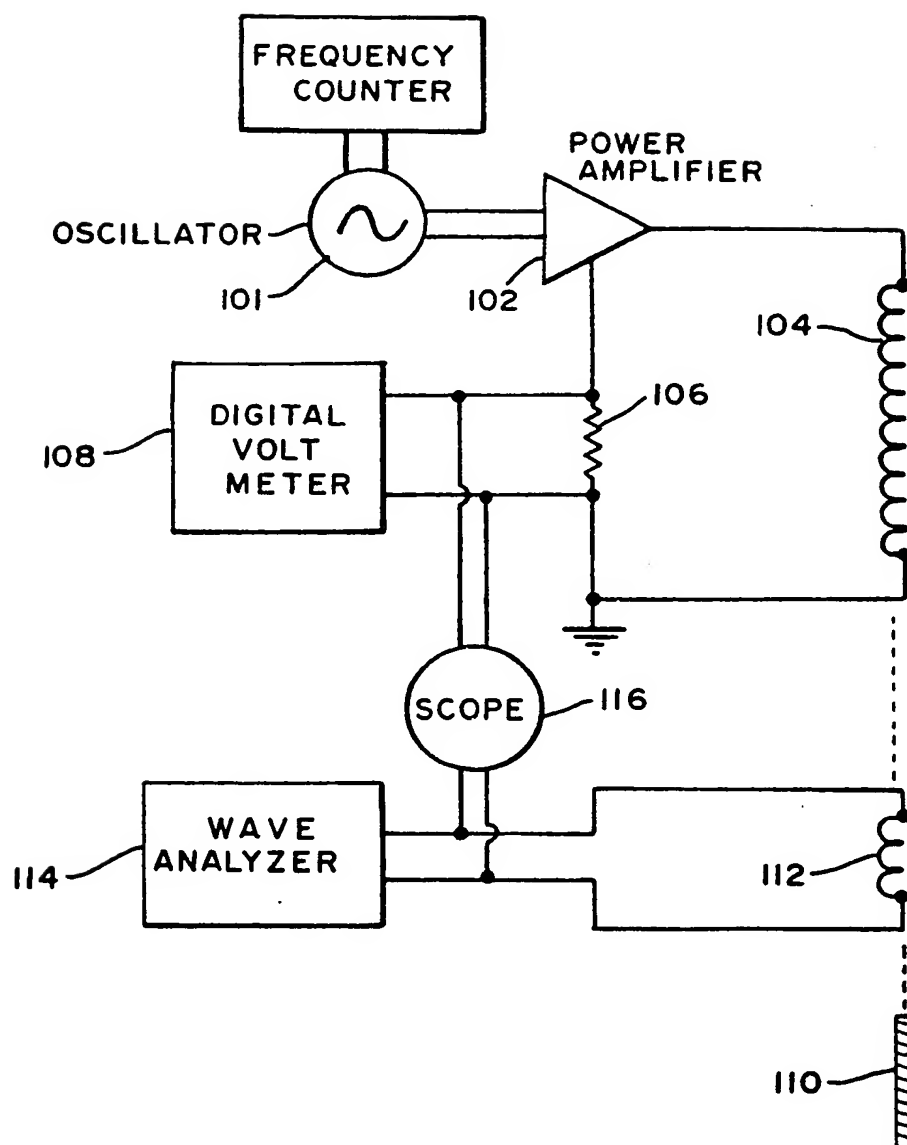 FREQUENCY
COUNTER
POWER
AMPLIFIER
OSCILLATOR
101
102
104
DIGITAL
VOLT
METER
106
108
SCOPE
116
WAVE
ANALYZER
114
112
110